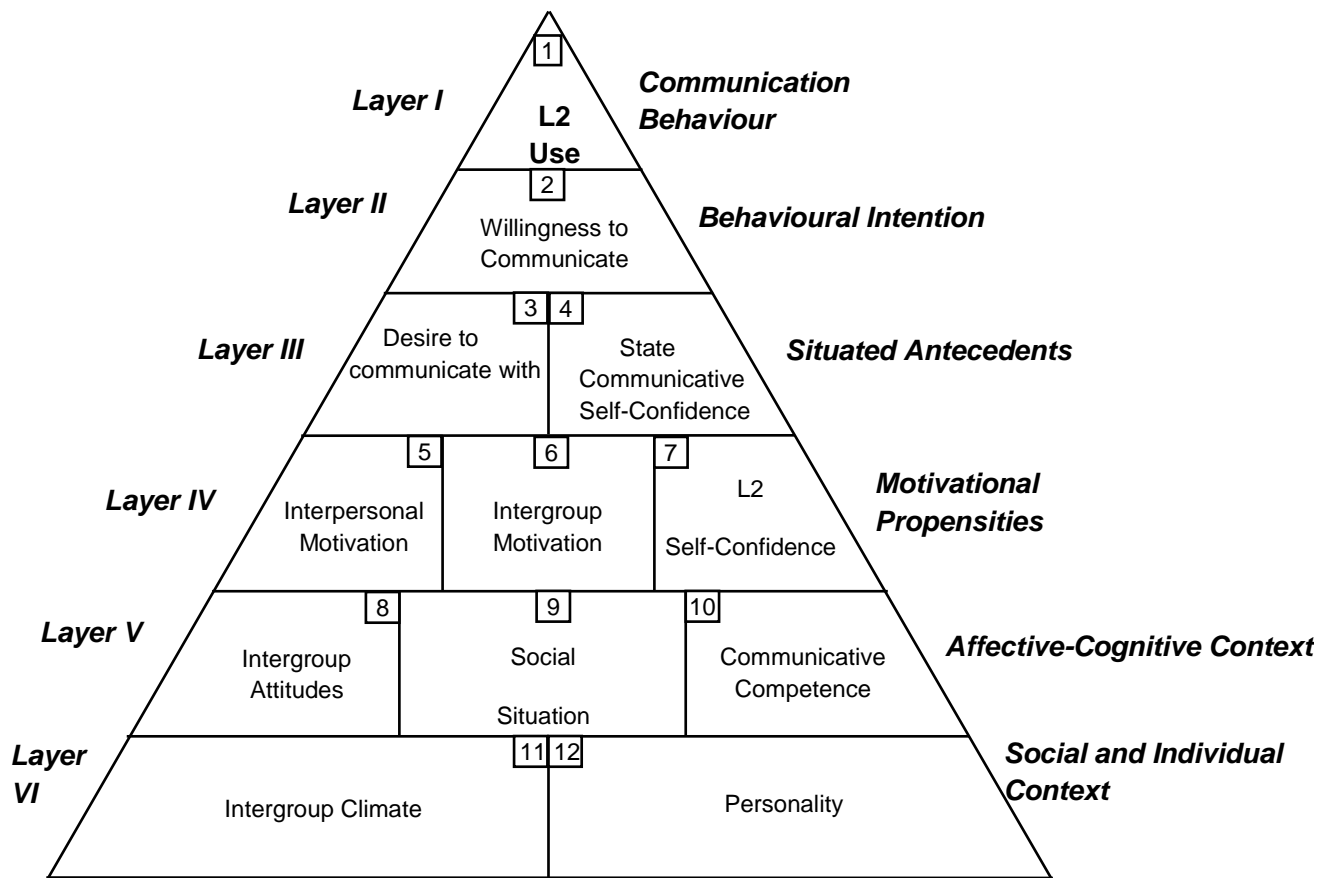 1
Layer I
Communication
Behaviour
L2
Use
2
Layer II
Behavioural Intention
Willingness to
Communicate
3 4
Layer III
Desire to
communicate with
State
Communicative
Self-Confidence
Situated Antecedents
5 6 7
Layer IV
Interpersonal
Motivation
Intergroup
Motivation
L2
Self-Confidence
Motivational
Propensities
8 9 10
Layer V
Intergroup
Attitudes
Social
Situation
Communicative
Competence
Affective-Cognitive Context
11 12
Layer
VI
Intergroup Climate
Personality
Social and Individual
Context